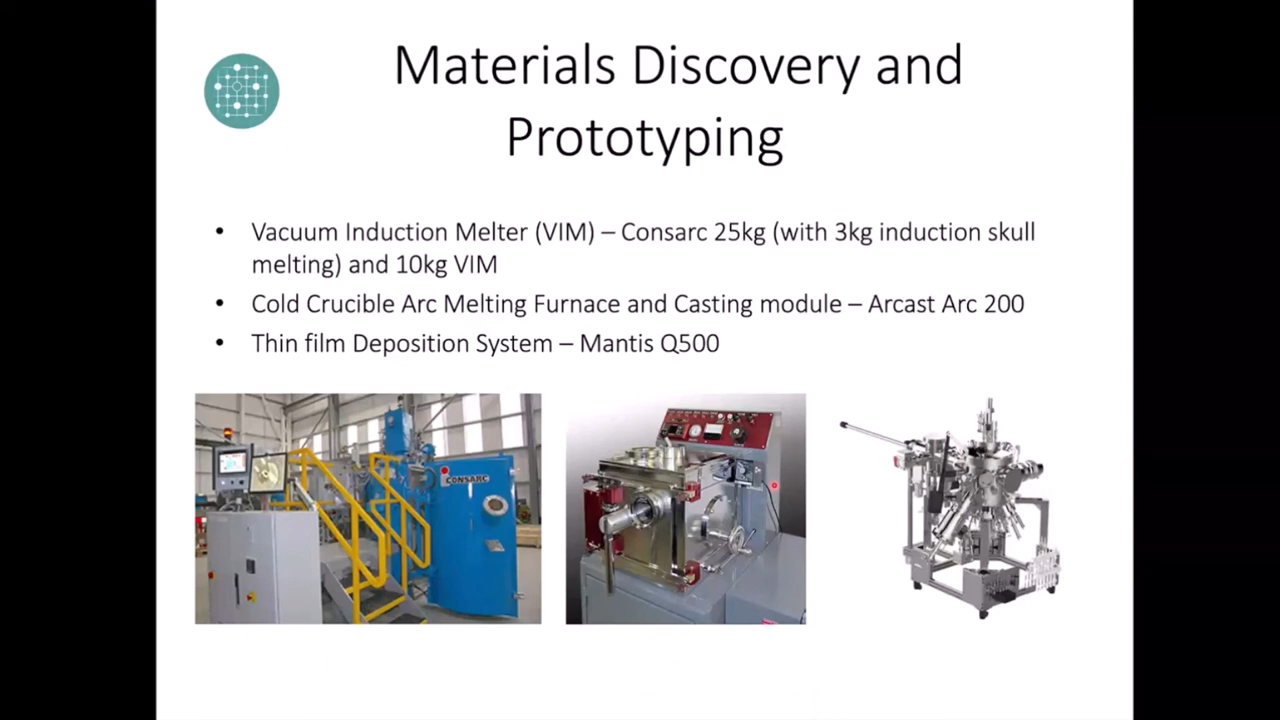 Materials Discovery and
Prototyping
• Vacuum Induction Melter (VIM) – Consarc 25kg (with 3kg induction skull
melting) and 10kg VIM
• Cold Crucible Arc Melting Furnace and Casting module – Arcast Arc 200
• Thin film Deposition System – Mantis Q500
CONSARC